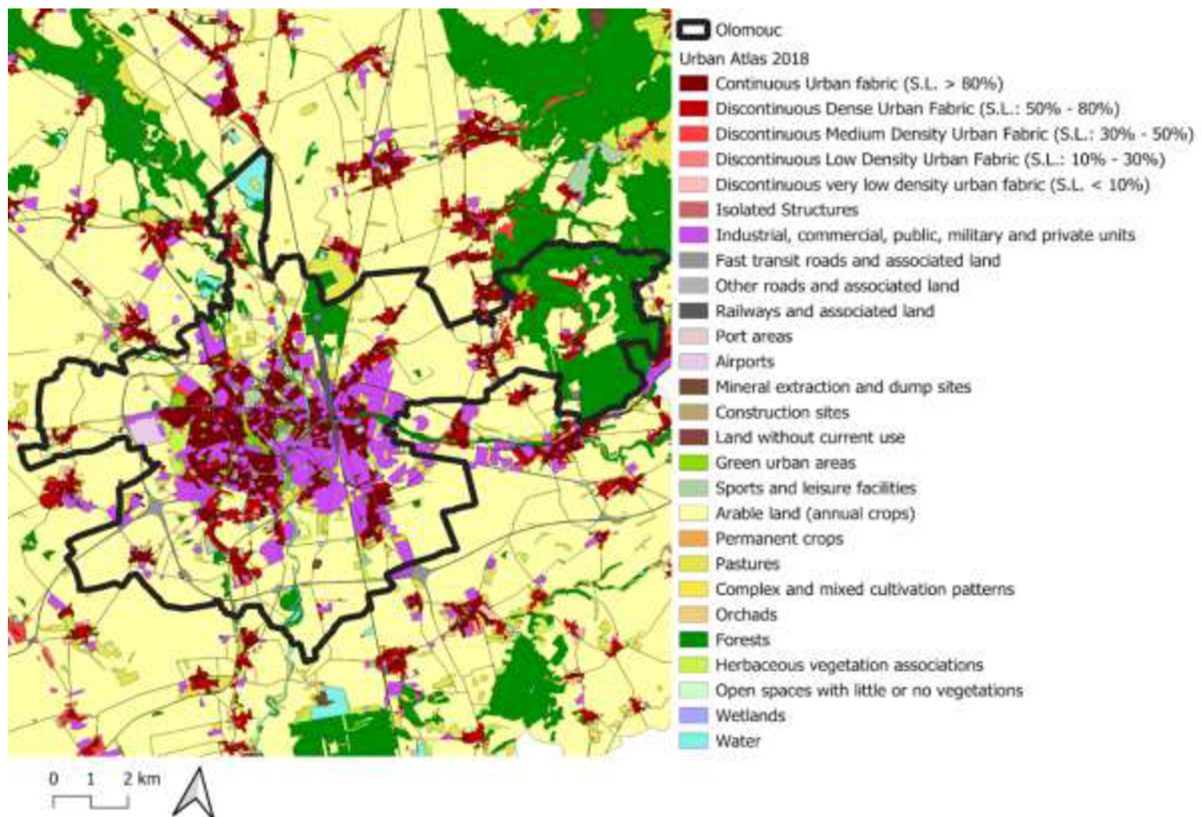 Olomouc
Urban Atlas 2018
Continuous Urban fabric (S.L. > 80%)
Discontinuous Dense Urban Fabric (S.L.: 50% - 80%)
Discontinuous Medium Density Urban Fabric (S.L.: 30% - 50%)
Discontinuous Low Density Urban Fabric (S.L.: 10% - 30%)
Discontinuous very low density urban fabric (S.L. < 10%)
Isolated Structures
Industrial, commercial, public, military and private units
Fast transit roads and associated land
Other roads and associated land
Railways and associated land
Port areas
Airports
Mineral extraction and dump sites
Construction sites
Land without current use
Green urban areas
Sports and leisure facilities
Arable land (annual crops)
Permanent crops
Pastures
Complex and mixed cultivation patterns
Orchads
Forests
Herbaceous vegetation associations
Open spaces with little or no vegetations
Wetlands
Water
0 1 2 km